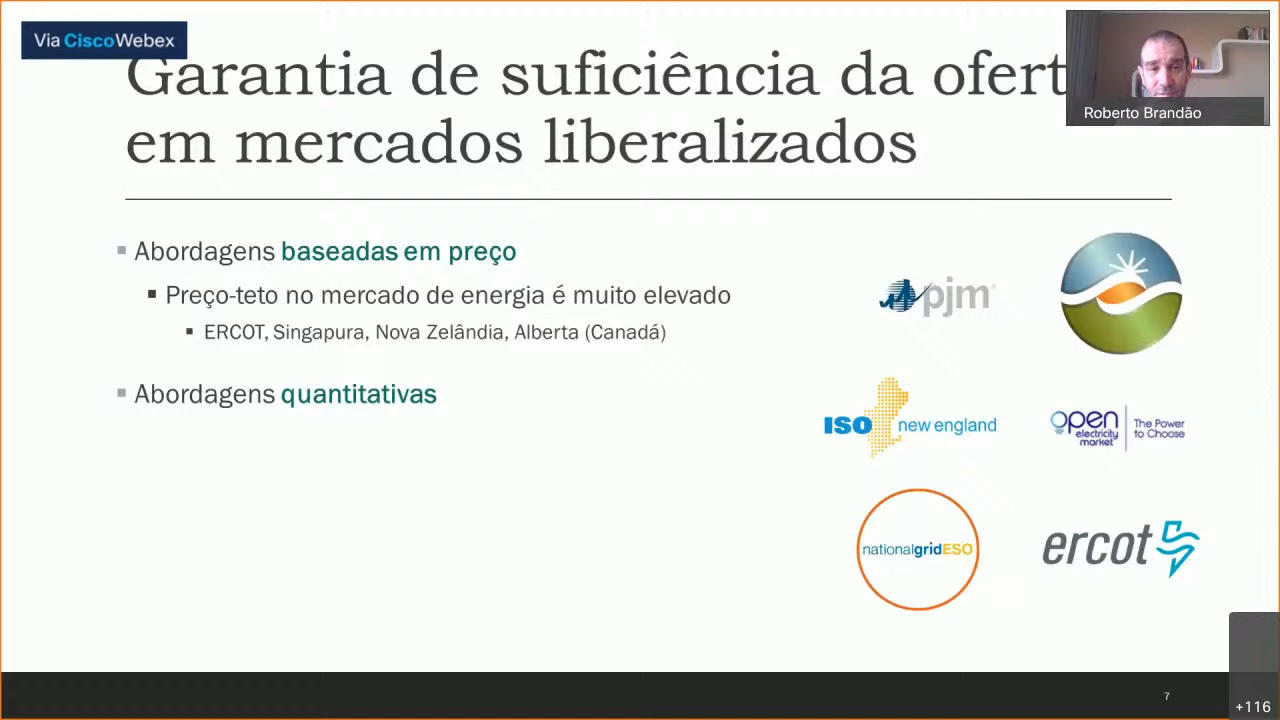 Via Cisco Webex
Garantia de suficiência da ofert
em mercados liberalizados
Roberto Brandão
Abordagens baseadas em preço
Preço-teto no mercado de energia é muito elevado
ERCOT, Singapura, Nova Zelândia, Alberta (Canadá)
Abordagens quantitativas
pjm
ISO new england
open electricity market The Power to Choose
nationalgridESO
ercot
7
+116